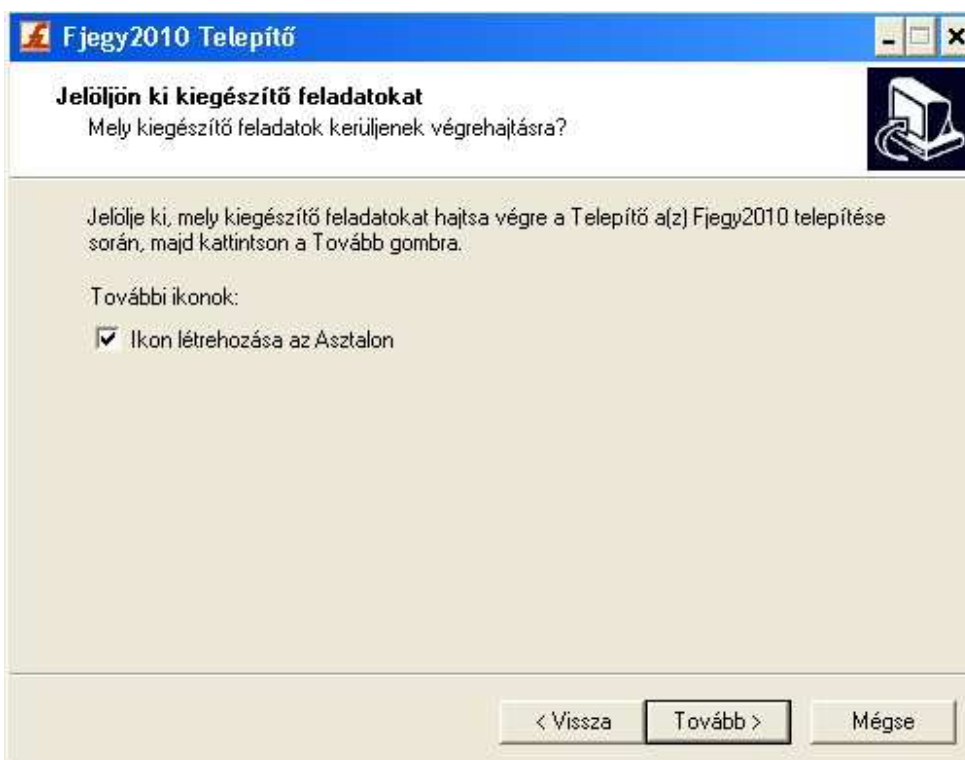 Fjegy2010 Telepítő
Jelöljön ki kiegészítő feladatokat
Mely kiegészítő feladatok kerüljenek végrehajtásra?
Jelölje ki, mely kiegészítő feladatokat hajtsa végre a Telepítő a(z) Fjegy2010 telepítése
során, majd kattintson a Tovább gombra.
További ikonok:
Ikon létrehozása az Asztalon
< Vissza
Tovább >
Mégse